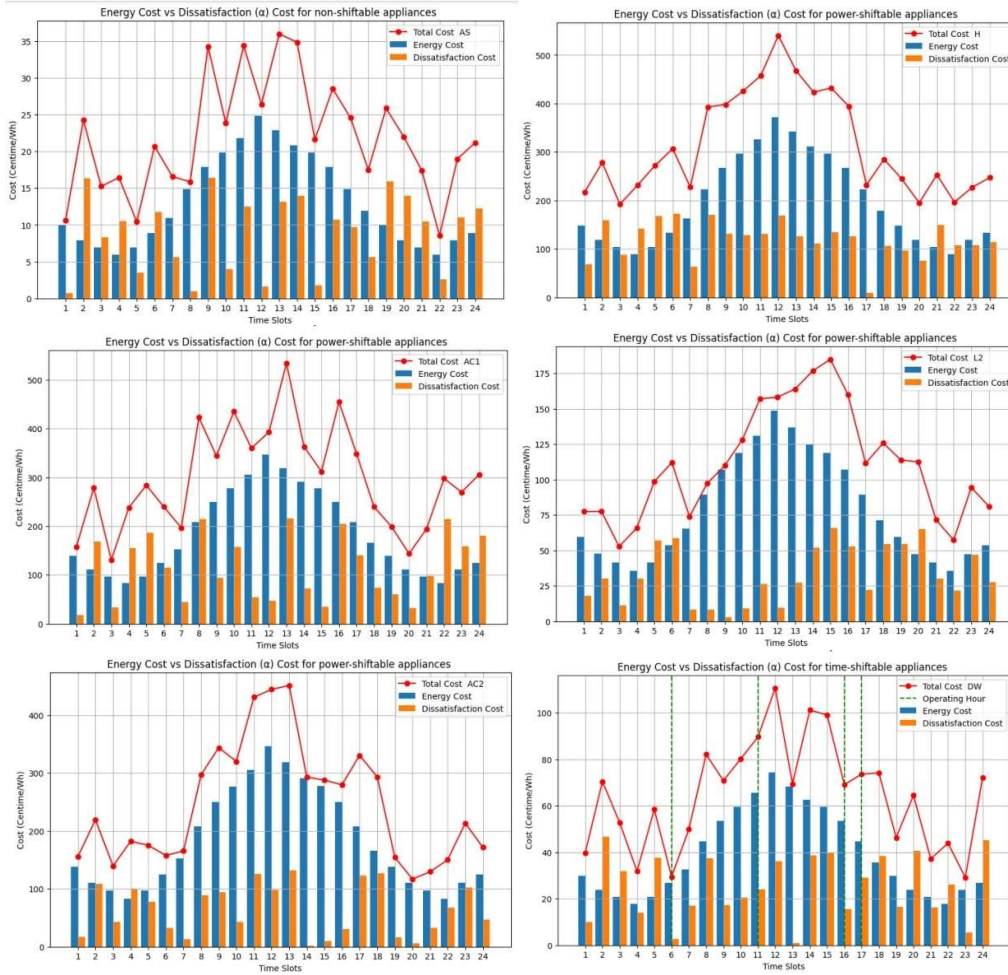 Energy Cost vs Dissatisfaction (α) Cost for non-shiftable appliances
Total Cost AS
Energy Cost
Dissatisfaction Cost
Cost (Centime/Wh)
35
30
25
20
15
10
5
0
1 2 3 4 5 6 7 8 9 10 11 12 13 14 15 16 17 18 19 20 21 22 23 24
Time Slots
Energy Cost vs Dissatisfaction (α) Cost for power-shiftable appliances
Total Cost H
Energy Cost
Dissatisfaction Cost
Cost (Centime/Wh)
500
400
300
200
100
0
1 2 3 4 5 6 7 8 9 10 11 12 13 14 15 16 17 18 19 20 21 22 23 24
Time Slots
Energy Cost vs Dissatisfaction (α) Cost for power-shiftable appliances
Total Cost AC1
Energy Cost
Dissatisfaction Cost
Cost (Centime/Wh)
500
400
300
200
100
0
1 2 3 4 5 6 7 8 9 10 11 12 13 14 15 16 17 18 19 20 21 22 23 24
Time Slots
Energy Cost vs Dissatisfaction (α) Cost for power-shiftable appliances
Total Cost L2
Energy Cost
Dissatisfaction Cost
Cost (Centime/Wh)
175
150
125
100
75
50
25
0
1 2 3 4 5 6 7 8 9 10 11 12 13 14 15 16 17 18 19 20 21 22 23 24
Time Slots
Energy Cost vs Dissatisfaction (α) Cost for power-shiftable appliances
Total Cost AC2
Energy Cost
Dissatisfaction Cost
Cost (Centime/Wh)
400
300
200
100
0
1 2 3 4 5 6 7 8 9 10 11 12 13 14 15 16 17 18 19 20 21 22 23 24
Time Slots
Energy Cost vs Dissatisfaction (α) Cost for time-shiftable appliances
Total Cost DW
Operating Hour
Energy Cost
Dissatisfaction Cost
Cost (Centime/Wh)
100
80
60
40
20
0
1 2 3 4 5 6 7 8 9 10 11 12 13 14 15 16 17 18 19 20 21 22 23 24
Time Slots